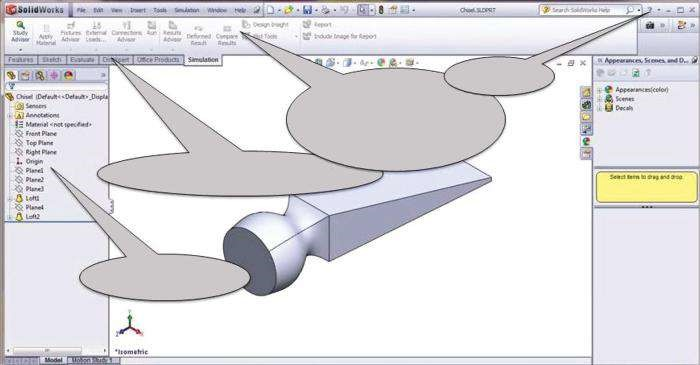 SolidWorks
File Edit View Insert Tools Simulation Window Help
Chisel.SLDPRT
Search SolidWorks Help
Study Advisor
Apply Material
Fixtures Advisor
External Loads...
Connections Advisor
Run
Results Advisor
Deformed Result
Compare Results
Design Insight
Plot Tools
Report
Include Image for Report
Features Sketch Evaluate DimXpert Office Products Simulation
Appearances, Scenes, and D...
Chisel (Default<<Default>_Displa
Sensors
Annotations
Material <not specified>
Front Plane
Top Plane
Right Plane
Origin
Plane1
Plane2
Plane3
Loft1
Plane4
Loft2
Appearances(color)
Scenes
Decals
Select items to drag and drop
*Isometric
Model Motion Study 1